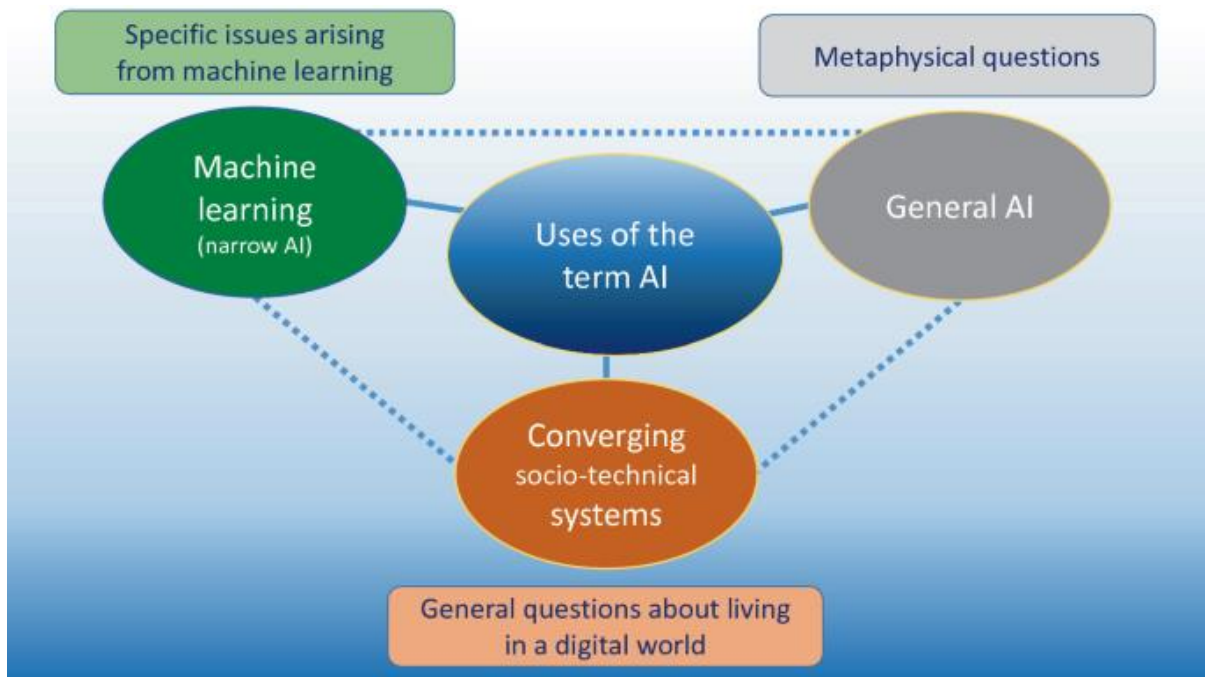 Specific issues arising
from machine learning
Metaphysical questions
Machine
learning
(narrow AI)
Uses of the
term AI
General AI
Converging
socio-technical
systems
General questions about living
in a digital world